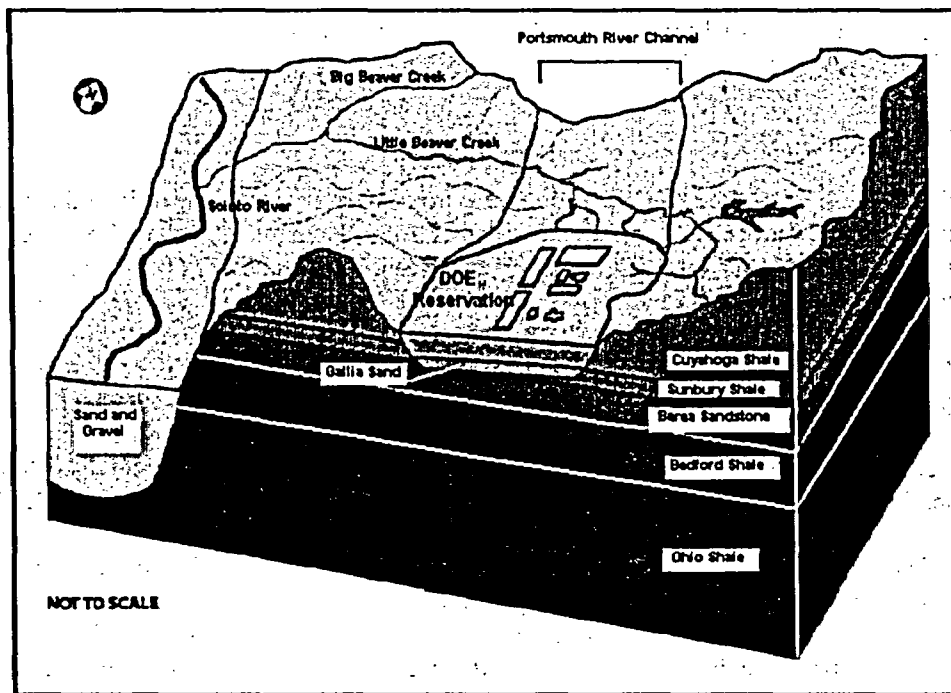 Portsmouth River Channel
Big Beaver Creek
Little Beaver Creek
Scioto River
DOE
Reservation
Gallia Sand
Cuyahoga Shale
Sunbury Shale
Berea Sandstone
Bedford Shale
Ohio Shale
Sand and
Gravel
NOT TO SCALE